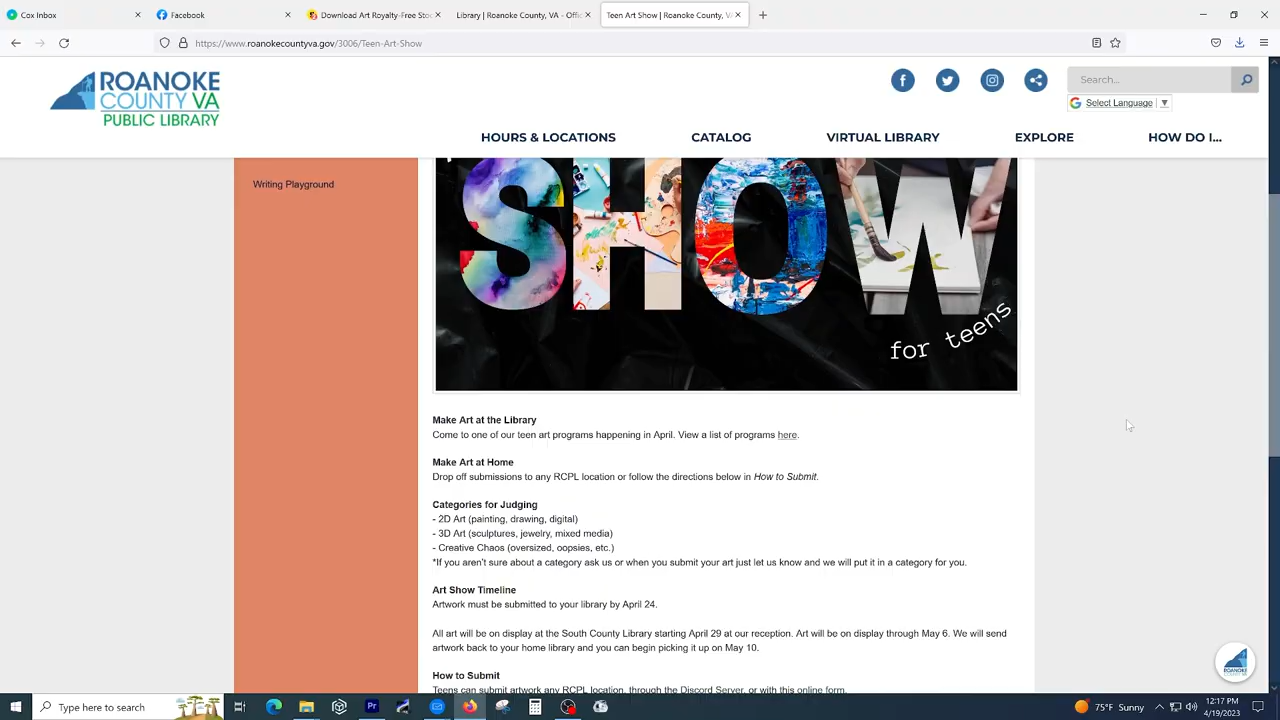 Cox Inbox
Facebook
Download Art Royalty-Free Stoc
Library | Roanoke County, VA - Offic
Teen Art Show | Roanoke County, VA
https://www.roanokecountyva.gov/3006/Teen-Art-Show
ROANOKE
COUNTY VA
PUBLIC LIBRARY
Search...
Select Language
HOURS & LOCATIONS
CATALOG
VIRTUAL LIBRARY
EXPLORE
HOW DO I...
Writing Playground
SHOW
for teens
Make Art at the Library
Come to one of our teen art programs happening in April. View a list of programs here.
Make Art at Home
Drop off submissions to any RCPL location or follow the directions below in How to Submit.
Categories for Judging
- 2D Art (painting, drawing, digital)
- 3D Art (sculptures, jewelry, mixed media)
- Creative Chaos (oversized, oopsies, etc.)
*If you aren't sure about a category ask us or when you submit your art just let us know and we will put it in a category for you.
Art Show Timeline
Artwork must be submitted to your library by April 24.
All art will be on display at the South County Library starting April 29 at our reception. Art will be on display through May 6. We will send
artwork back to your home library and you can begin picking it up on May 10.
How to Submit
Teens can submit artwork any RCPL location, through the Discord Server, or with this online form.
ROANOKE
Type here to search
Pr
75°F Sunny
12:17 PM
4/19/2023